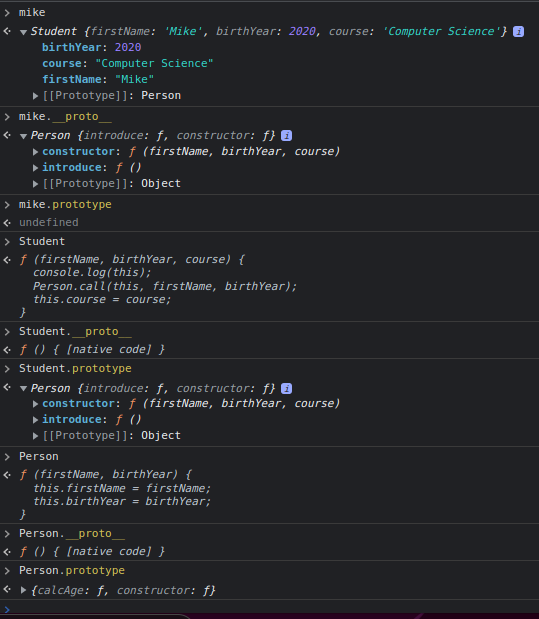 mike
Student {firstName: 'Mike', birthYear: 2020, course: 'Computer Science'} i
birthYear: 2020
course: "Computer Science"
firstName: "Mike"
[[Prototype]]: Person
mike.__proto__
Person {introduce: ƒ, constructor: ƒ} i
constructor: ƒ (firstName, birthYear, course)
introduce: ƒ ()
[[Prototype]]: Object
mike.prototype
undefined
Student
ƒ (firstName, birthYear, course) {
console.log(this);
Person.call(this, firstName, birthYear);
this.course = course;
}
Student.__proto__
ƒ () { [native code] }
Student.prototype
Person {introduce: ƒ, constructor: ƒ} i
constructor: ƒ (firstName, birthYear, course)
introduce: ƒ ()
[[Prototype]]: Object
Person
ƒ (firstName, birthYear) {
this.firstName = firstName;
this.birthYear = birthYear;
}
Person.__proto__
ƒ () { [native code] }
Person.prototype
{calcAge: ƒ, constructor: ƒ}